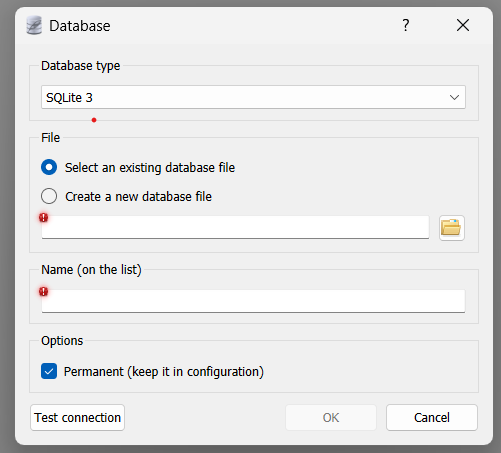 Database
?
Database type
SQLite 3
File
Select an existing database file
Create a new database file
Name (on the list)
Options
Permanent (keep it in configuration)
Test connection
OK
Cancel